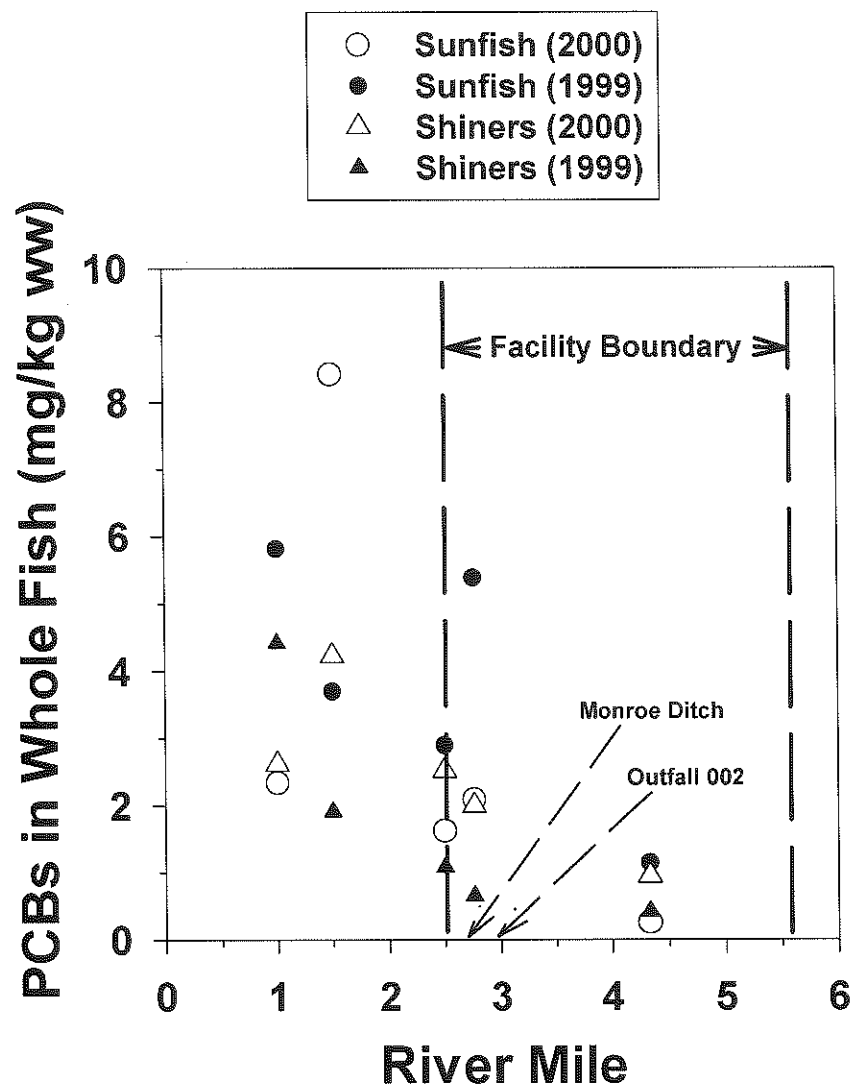 Sunfish (2000)
Sunfish (1999)
Shiners (2000)
Shiners (1999)
PCBs in Whole Fish (mg/kg ww)
10
8
6
4
2
0
Facility Boundary
Monroe Ditch
Outfall 002
0 1 2 3 4 5 6
River Mile